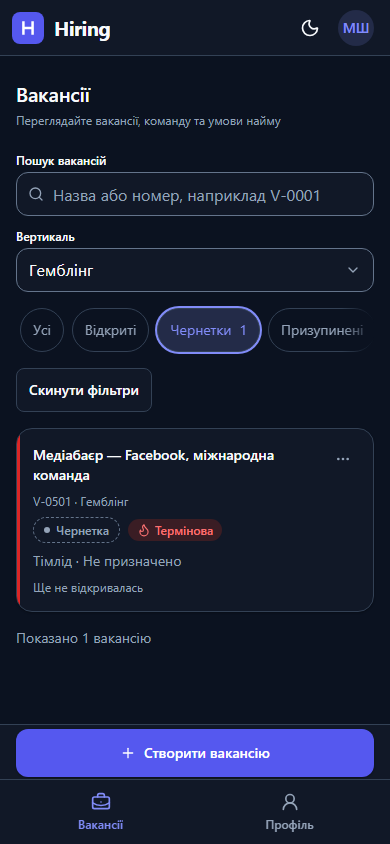 H Hiring МШ
Вакансії
Переглядайте вакансії, команду та умови найму
Пошук вакансій
Назва або номер, наприклад V-0001
Вертикаль
Гемблінг
Усі Відкриті Чернетки 1 Призупинені
Скинути фільтри
Медіабаєр — Facebook, міжнародна
команда
V-0501 · Гемблінг
Чернетка Термінова
Тімлід · Не призначено
Ще не відкривалась
Показано 1 вакансію
+ Створити вакансію
Вакансії Профіль